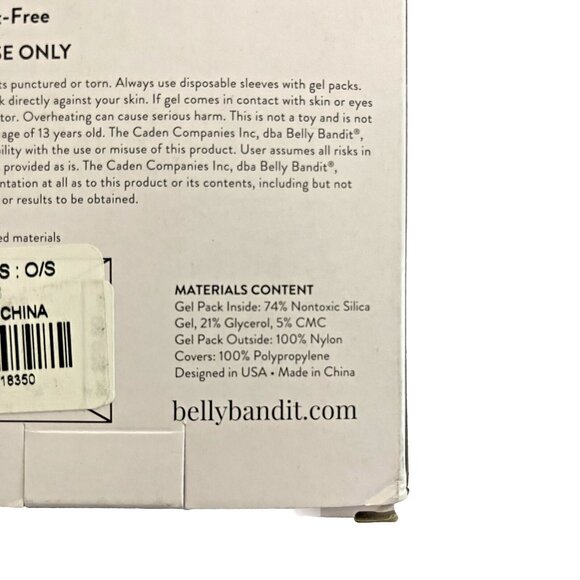 -Free
SE ONLY
ts punctured or torn. Always use disposable sleeves with gel packs.
k directly against your skin. If gel comes in contact with skin or eyes
tor. Overheating can cause serious harm. This is not a toy and is not
age of 13 years old. The Caden Companies Inc, dba Belly Bandit®,
bility with the use or misuse of this product. User assumes all risks in
provided as is. The Caden Companies Inc, dba Belly Bandit®,
entation at all as to this product or its contents, including but not
or results to be obtained.
ed materials
S : O/S
CHINA
18350
MATERIALS CONTENT
Gel Pack Inside: 74% Nontoxic Silica
Gel, 21% Glycerol, 5% CMC
Gel Pack Outside: 100% Nylon
Covers: 100% Polypropylene
Designed in USA • Made in China
bellybandit.com